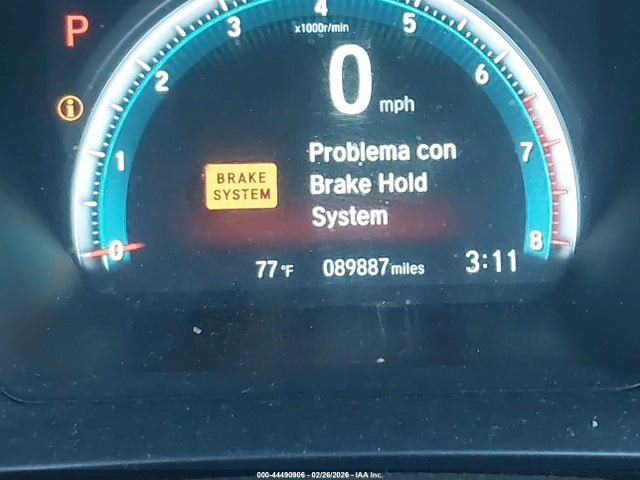 P
0 1 2 3 4 5 6 7 8
x1000r/min
0 mph
BRAKE
SYSTEM
Problema con
Brake Hold
System
77°F 089887 miles 3:11
000-44490906 - 02/26/2026 - IAA Inc.